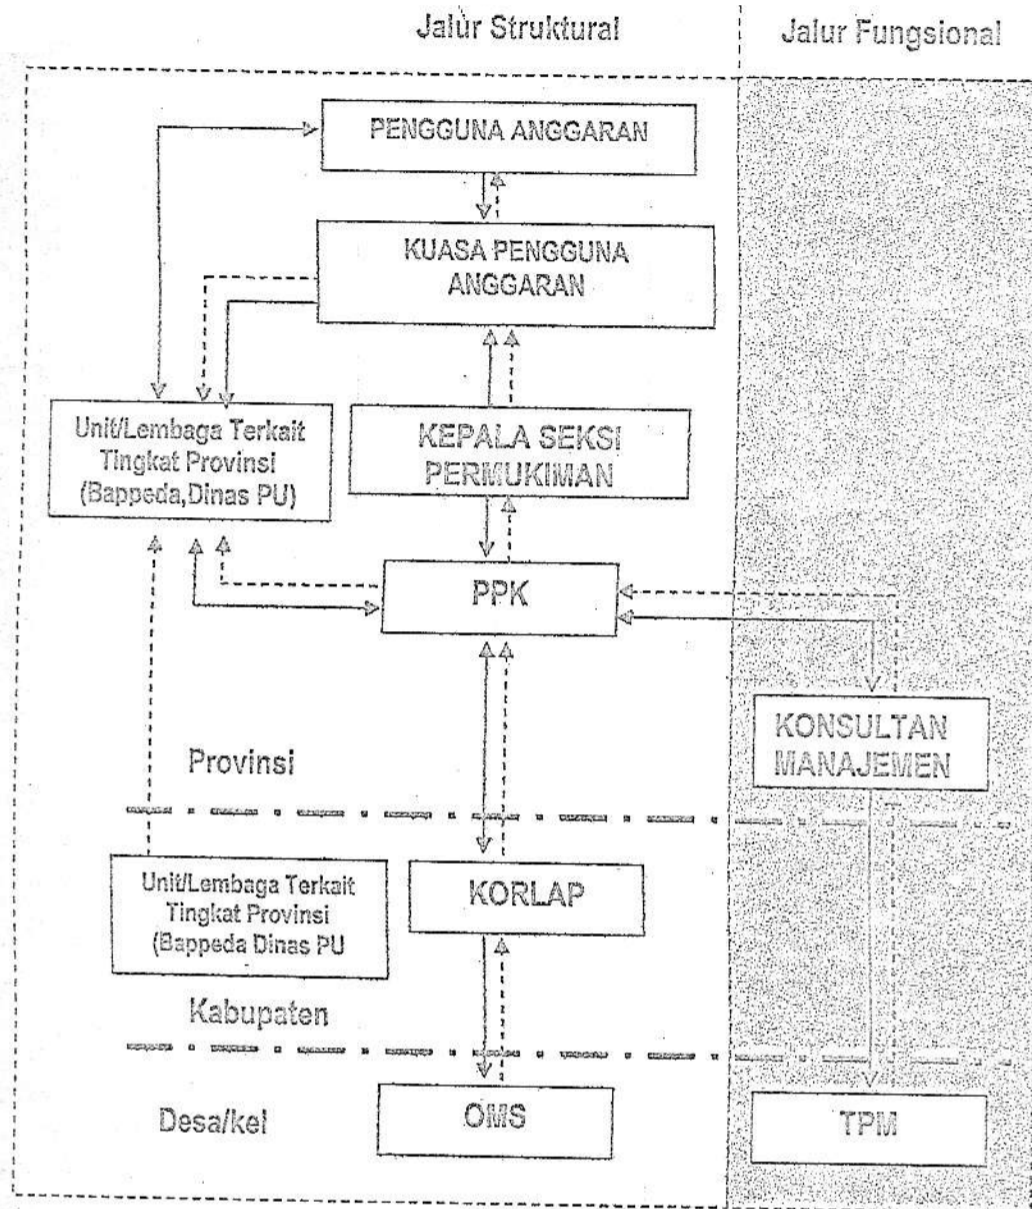 Jalur Struktural
Jalur Fungsional
PENGGUNA ANGGARAN
KUASA PENGGUNA
ANGGARAN
Unit/Lembaga Terkait
Tingkat Provinsi
(Bappeda,Dinas PU)
KEPALA SEKSI
PERMUKIMAN
PPK
KONSULTAN
MANAJEMEN
Provinsi
Unit/Lembaga Terkait
Tingkat Provinsi
(Bappeda Dinas PU
KORLAP
Kabupaten
Desa/kel
OMS
TPM